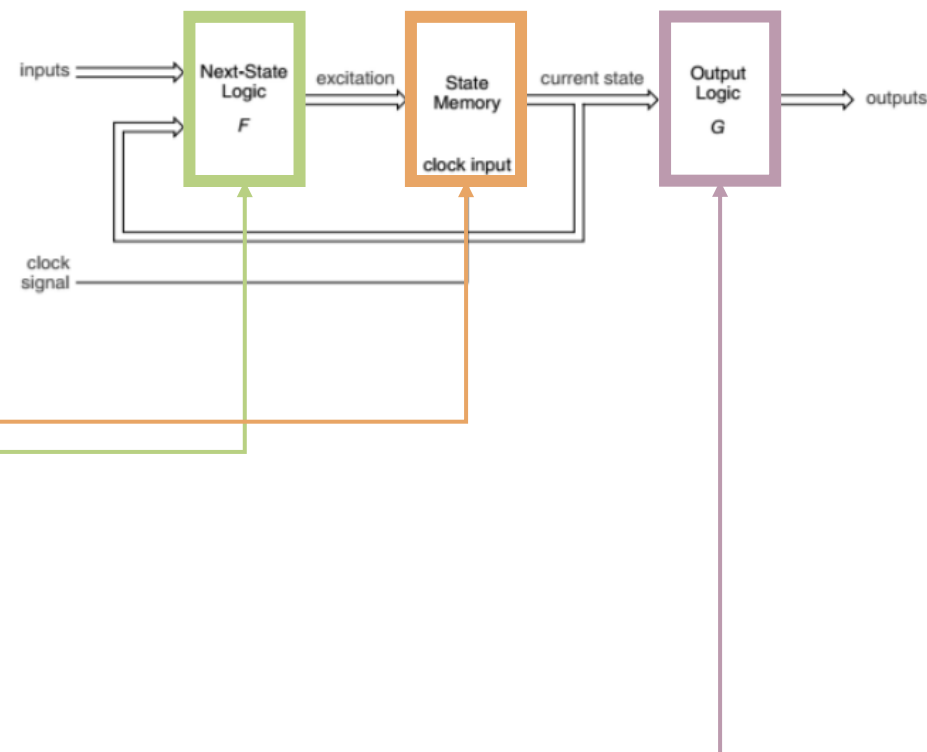 inputs
Next-State
Logic
F
excitation
State
Memory
clock input
current state
Output
Logic
G
outputs
clock
signal